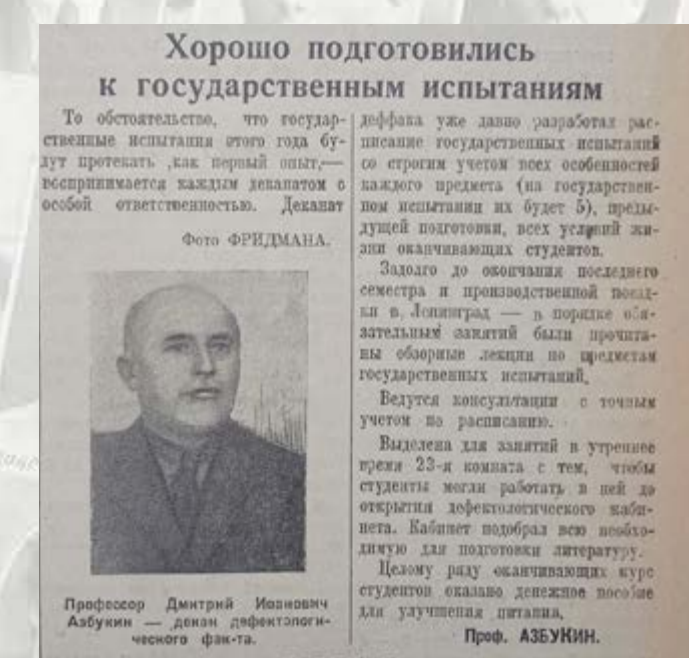 Хорошо подготовились
к государственным испытаниям
То обстоятельство, что государ-
ственные испытания этого года бу-
дут протекать ,как первый опыт,—
воспринимается каждым деканатом с
особой ответственностью. Деканат
Фото ФРИДМАНА.
Профессор Дмитрий Иванович
Азбукин — декан дефектологи-
ческого фак-та.
деффака уже давно разработал рас-
писание государственных испытаний
со строгим учетом всех особенностей
каждого предмета (на государствен-
ном испытании их будет 5), преды-
дущей подготовки, всех условий жи-
зни оканчивающих студентов.
Задолго до окончания последнего
семестра и производственной поезд-
ки в Ленинград — в порядке обя-
зательных занятий были прочита-
ны обзорные лекции по предметам
государственных испытаний.
Ведутся консультации с точным
учетом по расписанию.
Выделена для занятий в утреннее
время 23-я комната с тем, чтобы
студенты могли работать в ней до
открытия дефектологического каби-
нета. Кабинет подобрал всю необхо-
димую для подготовки литературу.
Целому ряду оканчивающих курс
студентов оказано денежное пособие
для улучшения питания.
Проф. АЗБУКИН.